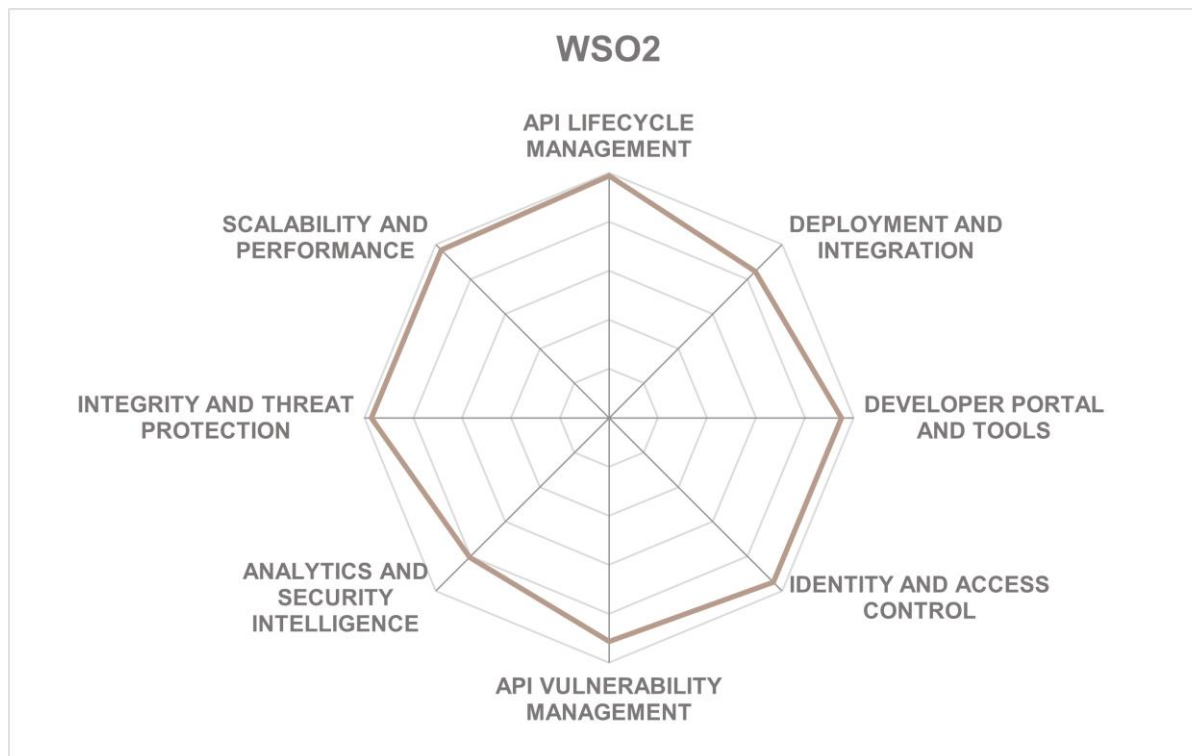 WSO2
API LIFECYCLE
MANAGEMENT
DEPLOYMENT AND
INTEGRATION
DEVELOPER PORTAL
AND TOOLS
IDENTITY AND ACCESS
CONTROL
API VULNERABILITY
MANAGEMENT
ANALYTICS AND
SECURITY
INTELLIGENCE
INTEGRITY AND THREAT
PROTECTION
SCALABILITY AND
PERFORMANCE